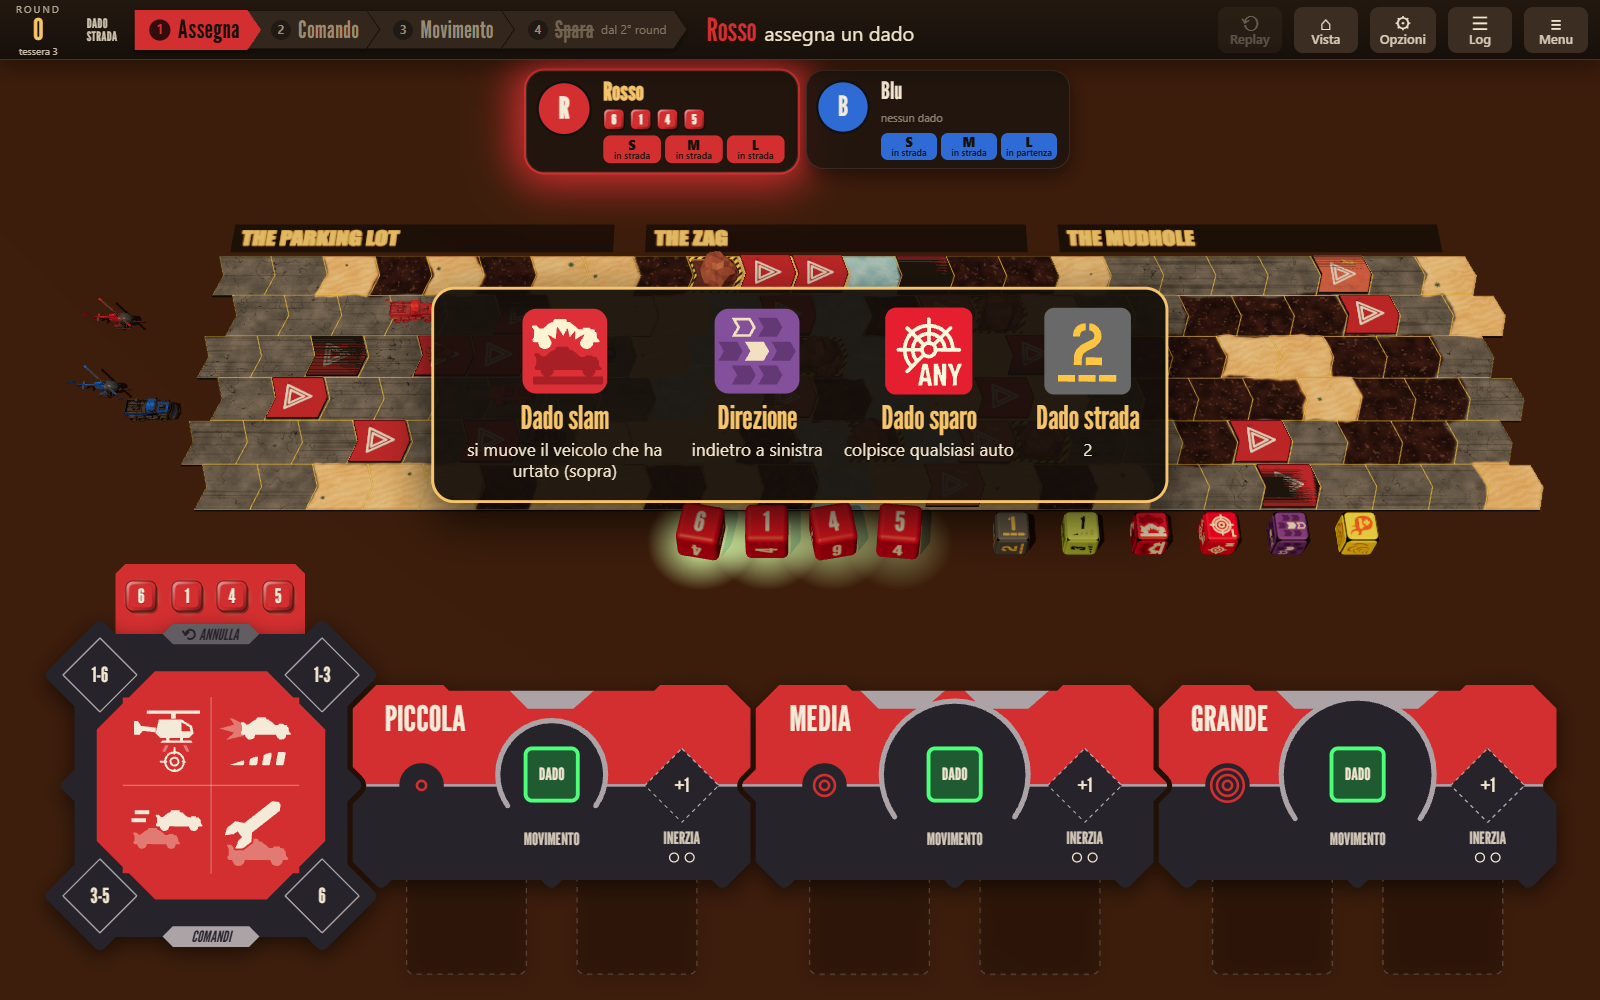 ROUND
0
tessera 3
DADO
STRADA
1 Assegna
2 Comando
3 Movimento
4 Spara dal 2° round
Rosso assegna un dado
Replay
Vista
Opzioni
Log
Menu
R
Rosso
6 1 4 5
S
in strada
M
in strada
L
in strada
B
Blu
nessun dado
S
in strada
M
in strada
L
in partenza
THE PARKING LOT
THE ZAG
THE MUDHOLE
ANY
2
Dado slam
si muove il veicolo che ha
urtato (sopra)
Direzione
indietro a sinistra
Dado sparo
colpisce qualsiasi auto
Dado strada
2
6 1 4 5
6 4
1 1
6 1 4 5
ANNULLA
1-6
1-3
3-5
6
COMANDI
PICCOLA
DADO
MOVIMENTO
+1
INERZIA
MEDIA
DADO
MOVIMENTO
+1
INERZIA
GRANDE
DADO
MOVIMENTO
+1
INERZIA